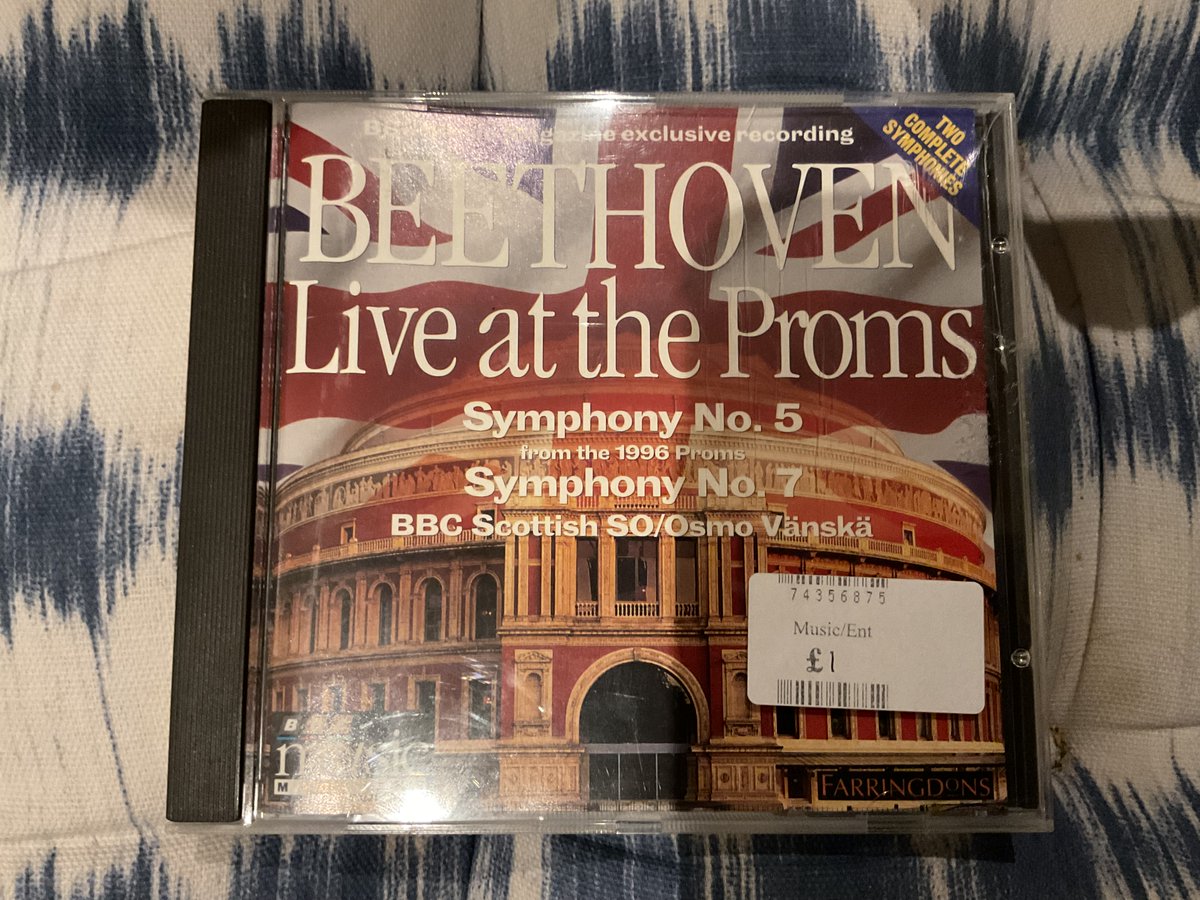 exclusive recording
TWO
COMPLETE
SYMPHONIES
BEETHOVEN
Live at the Proms
Symphony No. 5
from the 1996 Proms
Symphony No. 7
BBC Scottish SO/Osmo Vänskä
74356875
Music/Ent
£1
music
FARRINGDONS